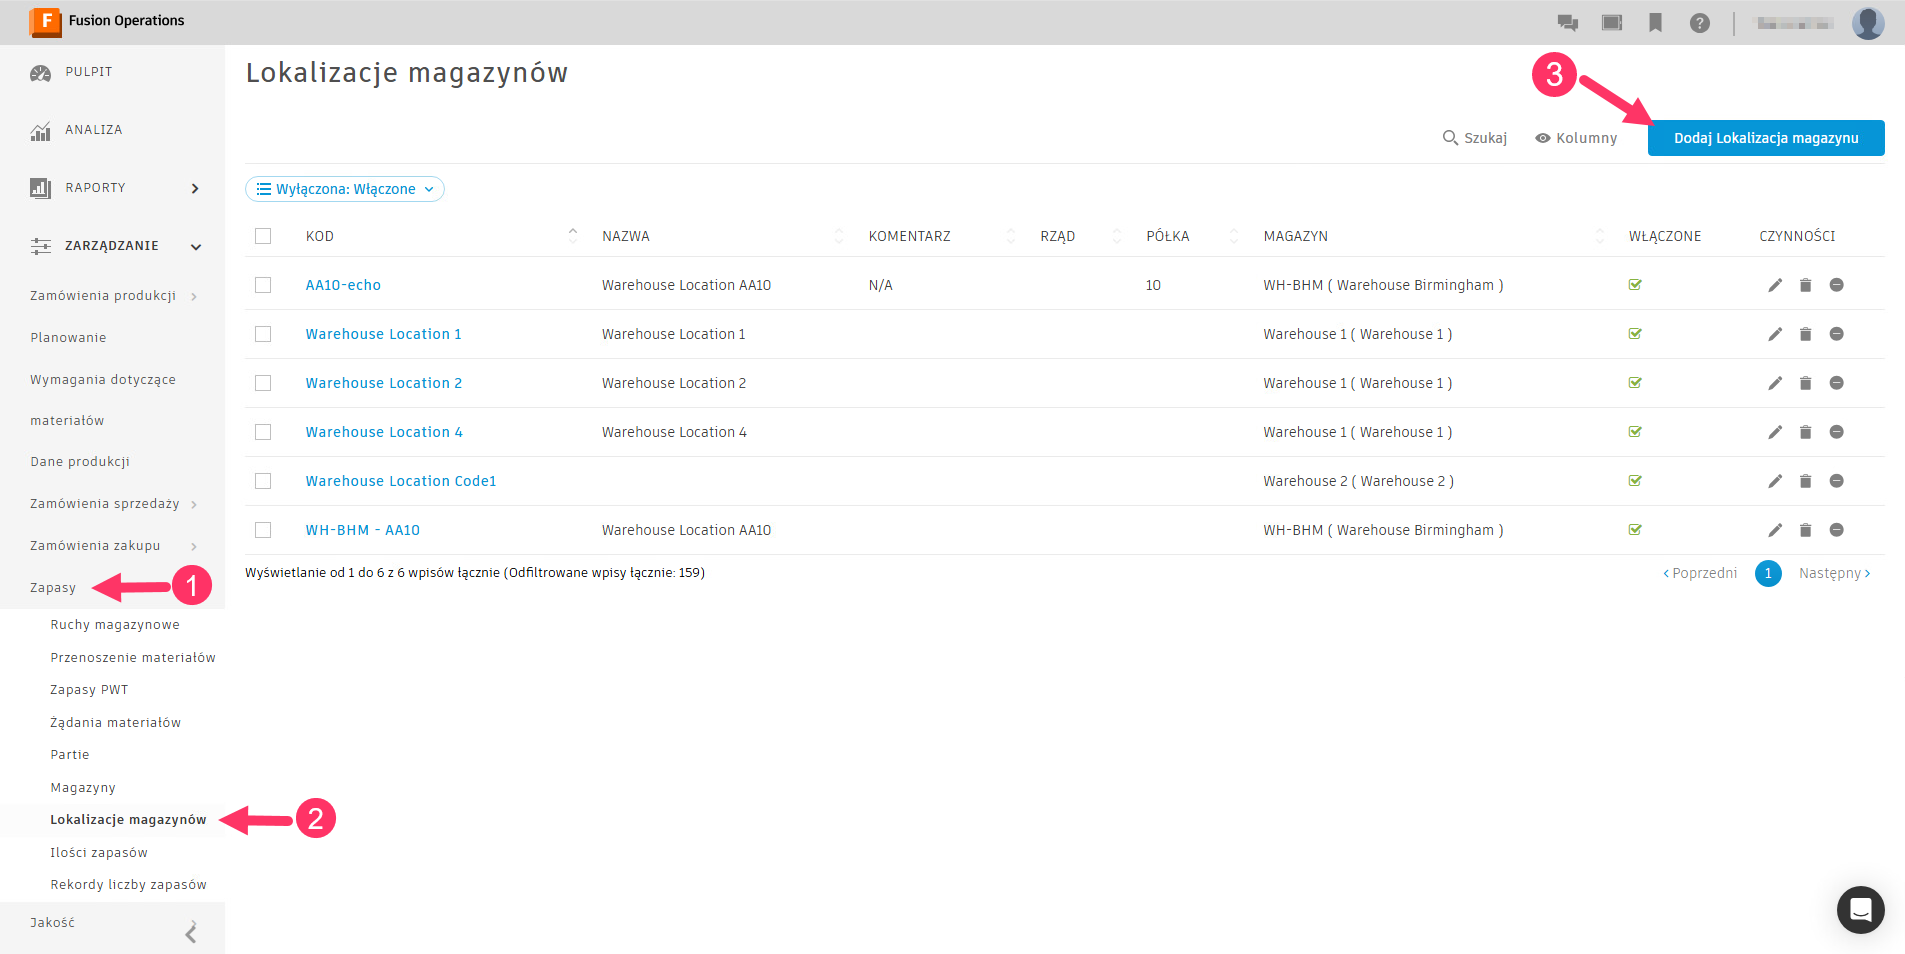 F Fusion Operations
PULPIT
ANALIZA
RAPORTY
ZARZĄDZANIE
Zamówienia produkcji
Planowanie
Wymagania dotyczące
materiałów
Dane produkcji
Zamówienia sprzedaży
Zamówienia zakupu
Zapasy
1
Ruchy magazynowe
Przenoszenie materiałów
Zapasy PWT
Żądania materiałów
Partie
Magazyny
Lokalizacje magazynów
2
Ilości zapasów
Rekordy liczby zapasów
Jakość
Lokalizacje magazynów
3
Szukaj Kolumny Dodaj Lokalizacja magazynu
Wyłączona: Włączone
KOD NAZWA KOMENTARZ RZĄD PÓŁKA MAGAZYN WŁĄCZONE CZYNNOŚCI
AA10-echo Warehouse Location AA10 N/A 10 WH-BHM ( Warehouse Birmingham )
Warehouse Location 1 Warehouse Location 1 Warehouse 1 ( Warehouse 1 )
Warehouse Location 2 Warehouse Location 2 Warehouse 1 ( Warehouse 1 )
Warehouse Location 4 Warehouse Location 4 Warehouse 1 ( Warehouse 1 )
Warehouse Location Code1 Warehouse 2 ( Warehouse 2 )
WH-BHM - AA10 Warehouse Location AA10 WH-BHM ( Warehouse Birmingham )
Wyświetlanie od 1 do 6 z 6 wpisów łącznie (Odfiltrowane wpisy łącznie: 159)
Poprzedni 1 Następny